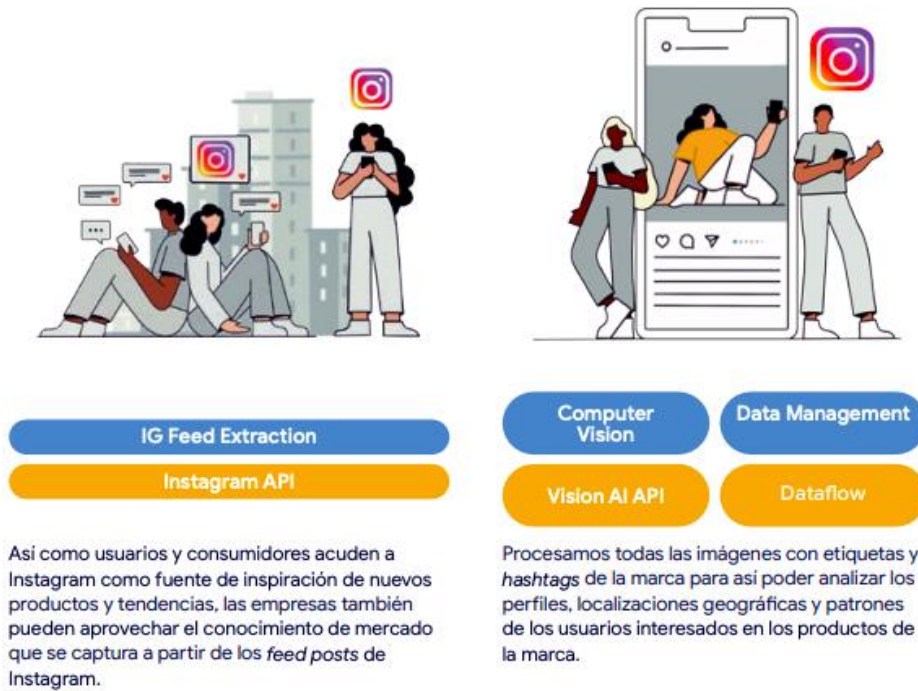 IG Feed Extraction
Instagram API
Así como usuarios y consumidores acuden a
Instagram como fuente de inspiración de nuevos
productos y tendencias, las empresas también
pueden aprovechar el conocimiento de mercado
que se captura a partir de los feed posts de
Instagram.
Computer
Vision
Data Management
Vision AI API
Dataflow
Procesamos todas las imágenes con etiquetas y
hashtags de la marca para así poder analizar los
perfiles, localizaciones geográficas y patrones
de los usuarios interesados en los productos de
la marca.